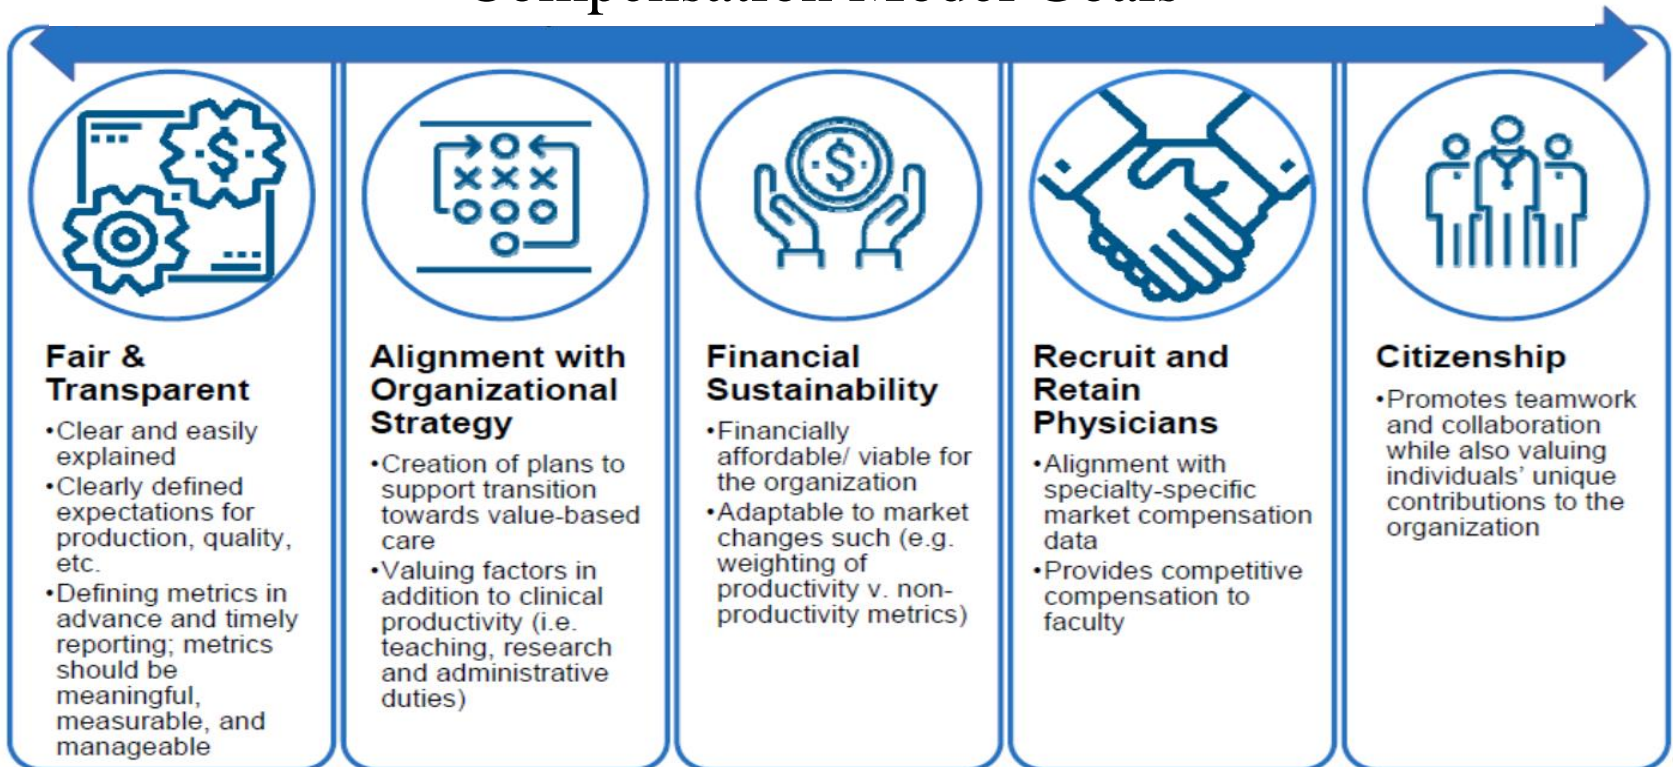 Compensation Model Goals
Fair &
Transparent
•Clear and easily
explained
•Clearly defined
expectations for
production, quality,
etc.
•Defining metrics in
advance and timely
reporting; metrics
should be
meaningful,
measurable, and
manageable
Alignment with
Organizational
Strategy
•Creation of plans to
support transition
towards value-based
care
•Valuing factors in
addition to clinical
productivity (i.e.
teaching, research
and administrative
duties)
Financial
Sustainability
•Financially
affordable/ viable for
the organization
•Adaptable to market
changes such (e.g.
weighting of
productivity v. non-
productivity metrics)
Recruit and
Retain
Physicians
•Alignment with
specialty-specific
market compensation
data
•Provides competitive
compensation to
faculty
Citizenship
•Promotes teamwork
and collaboration
while also valuing
individuals’ unique
contributions to the
organization